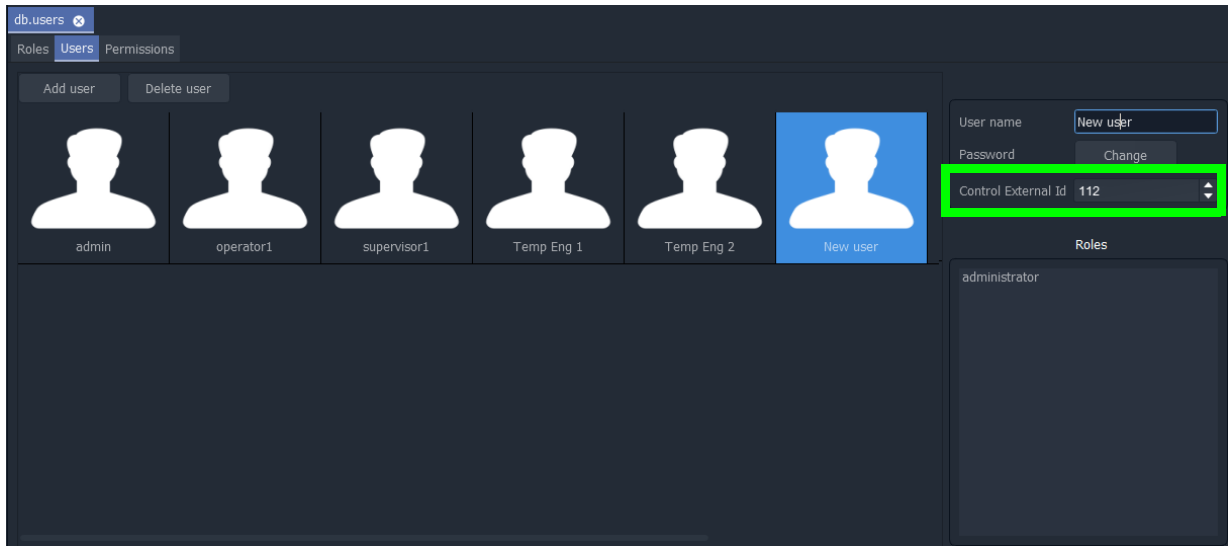 db.users
Roles Users Permissions
Add user Delete user
admin operator1 supervisor1 Temp Eng 1 Temp Eng 2 New user
User name New user
Password Change
Control External Id 112
Roles
administrator